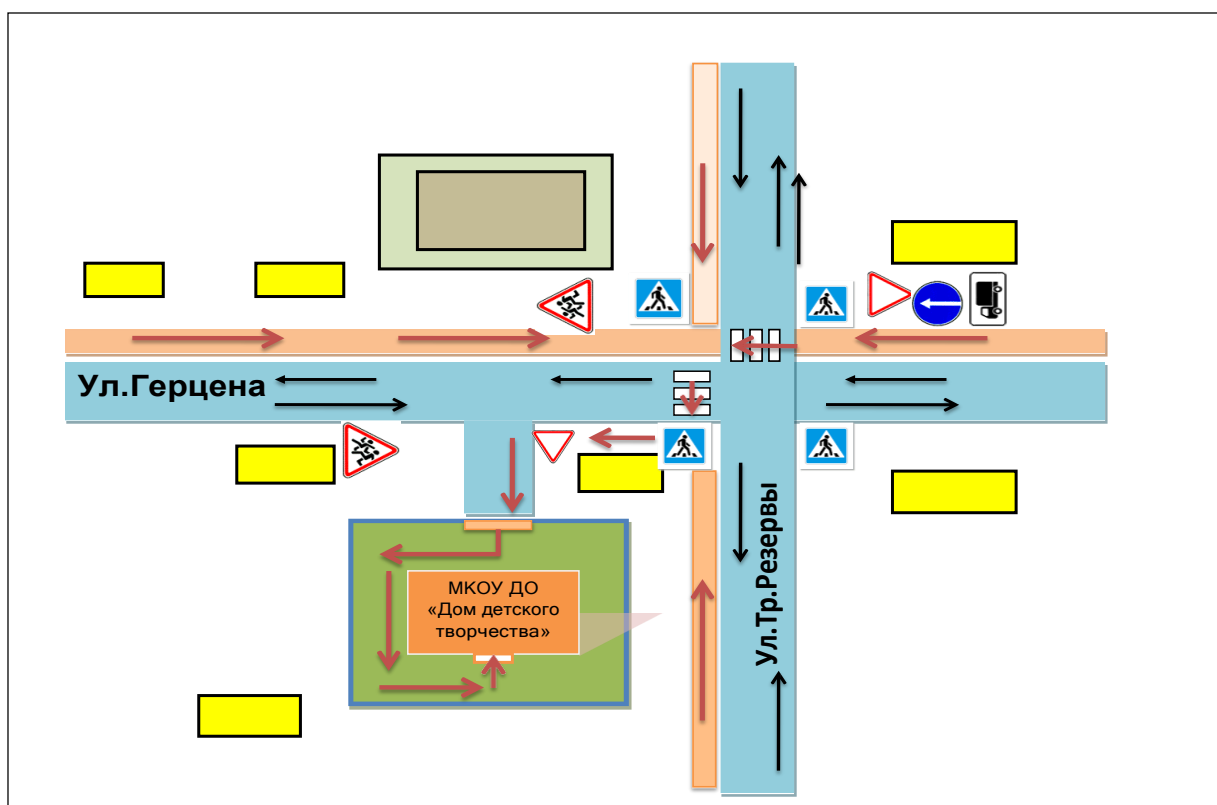 Ул.Герцена
МКОУ ДО
«Дом детского
творчества»
Ул.Тр.Резервы